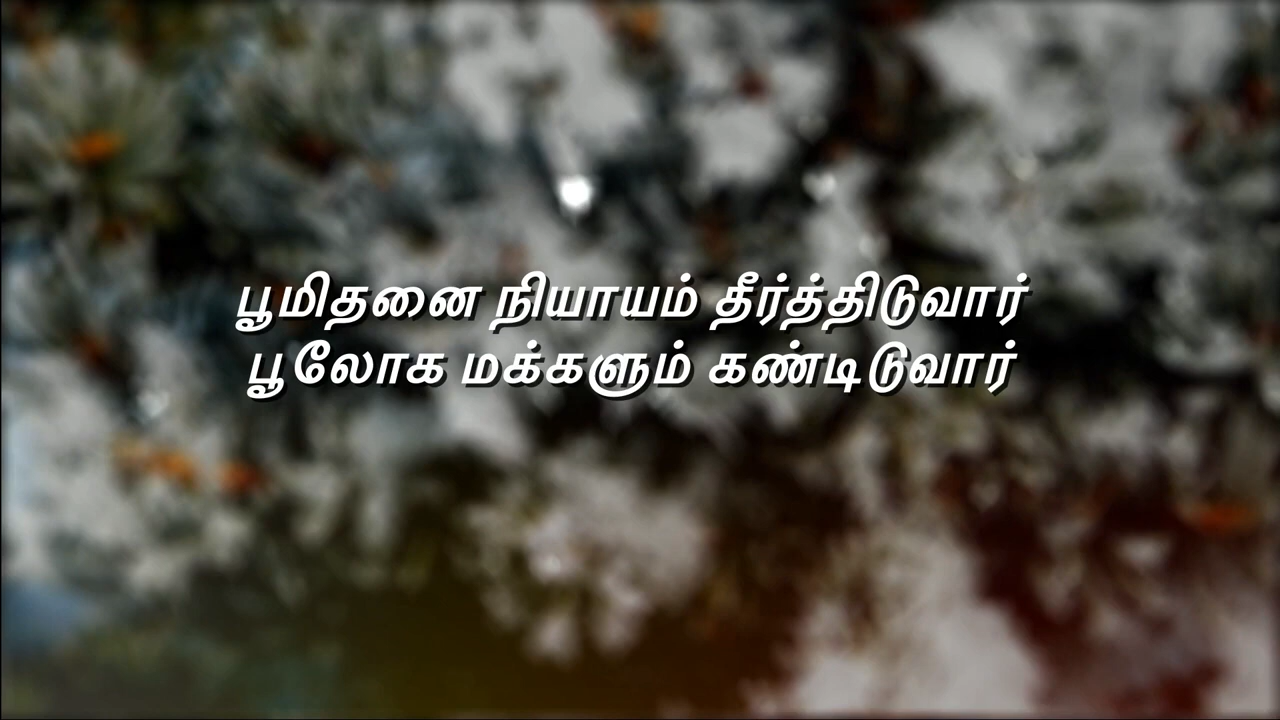 பூமிதனை நியாயம் தீர்த்திடுவார்
பூலோக மக்களும் கண்டிடுவார்